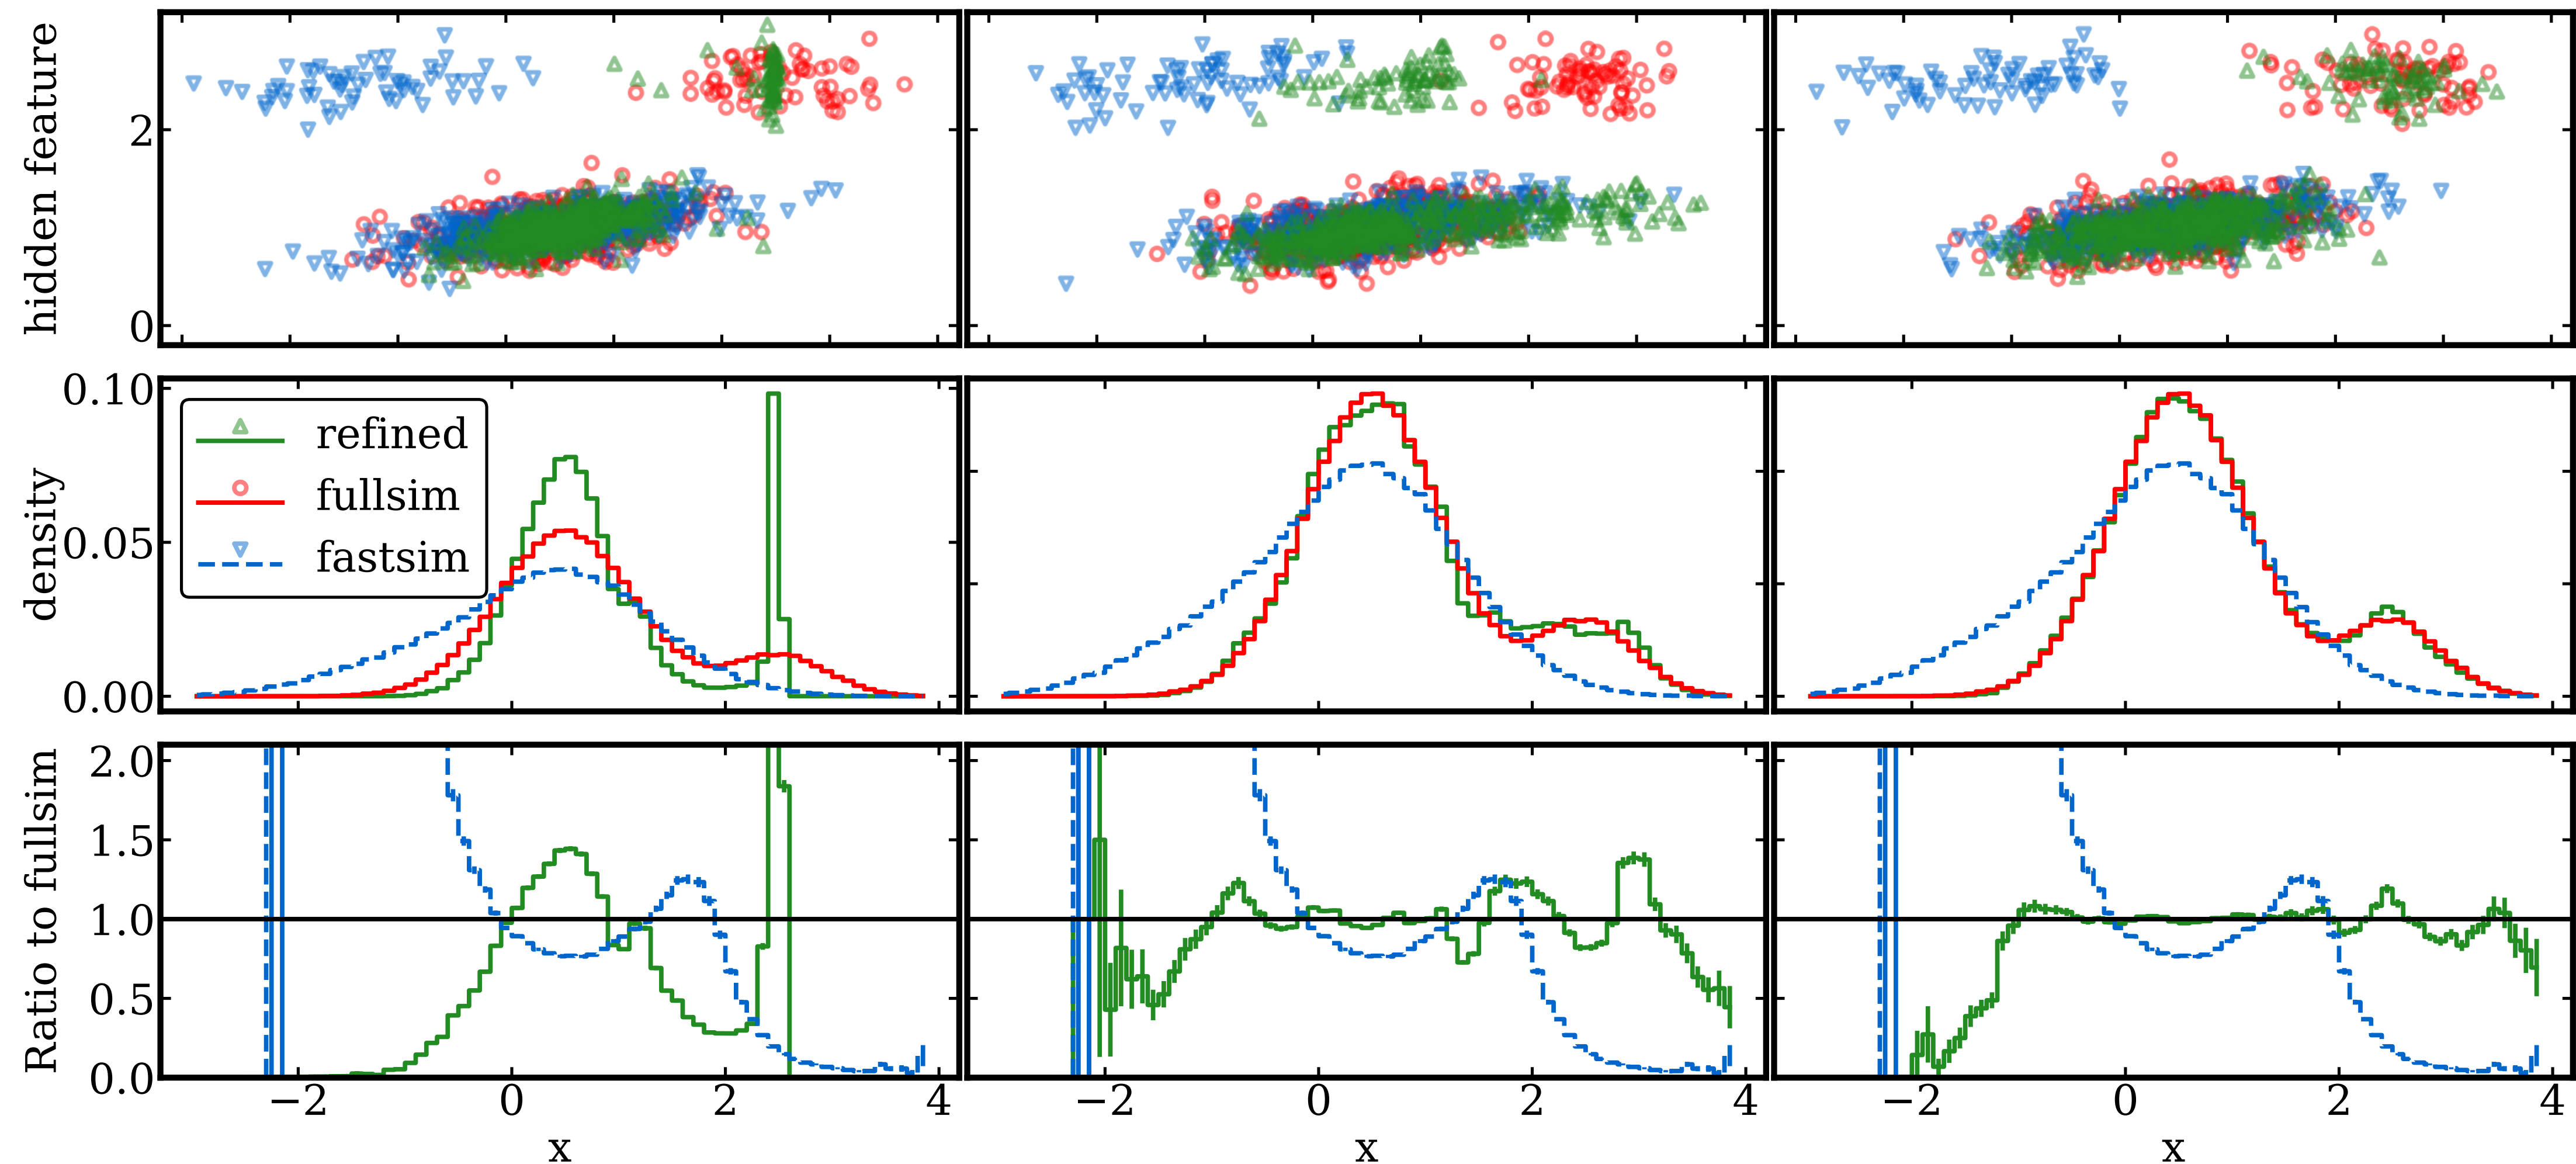 hidden feature
2
0
density
0.10
0.05
0.00
refined
fullsim
fastsim
Ratio to fullsim
2.0
1.5
1.0
0.5
0.0
−2 0 2 4
−2 0 2 4
−2 0 2 4
x x x